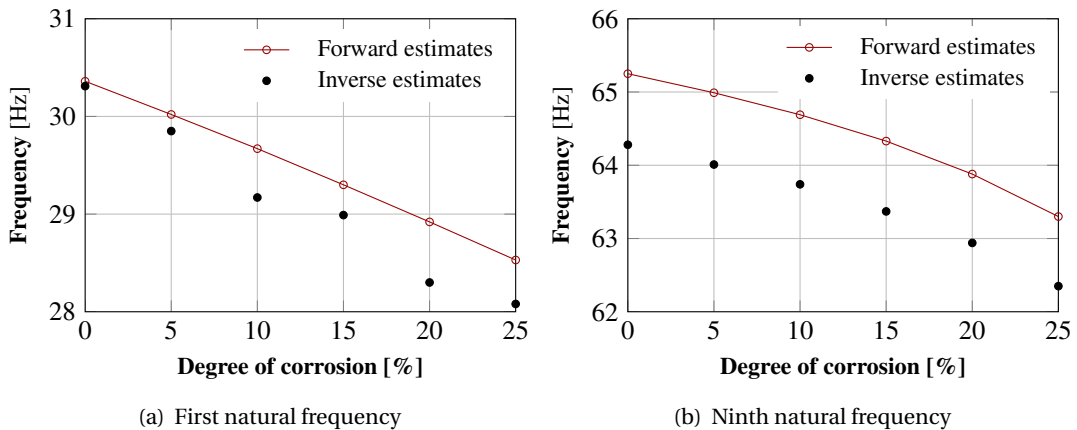 31
30
29
28
Frequency [Hz]
Forward estimates
Inverse estimates
0 5 10 15 20 25
Degree of corrosion [%]
(a) First natural frequency
66
65
64
63
62
Frequency [Hz]
Forward estimates
Inverse estimates
0 5 10 15 20 25
Degree of corrosion [%]
(b) Ninth natural frequency